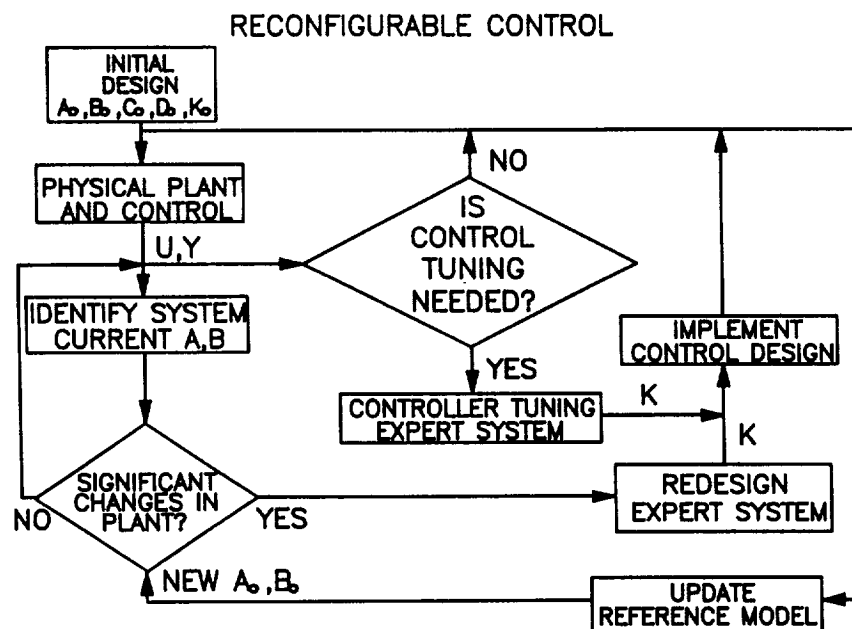 RECONFIGURABLE CONTROL
INITIAL
DESIGN
A₀,B₀,C₀,D₀,K₀
NO
PHYSICAL PLANT
AND CONTROL
IS
CONTROL
TUNING
NEEDED?
U,Y
IDENTIFY SYSTEM
CURRENT A,B
IMPLEMENT
CONTROL DESIGN
YES
CONTROLLER TUNING
EXPERT SYSTEM
K
K
SIGNIFICANT
CHANGES IN
PLANT?
NO
YES
REDESIGN
EXPERT SYSTEM
NEW A₀,B₀
UPDATE
REFERENCE MODEL